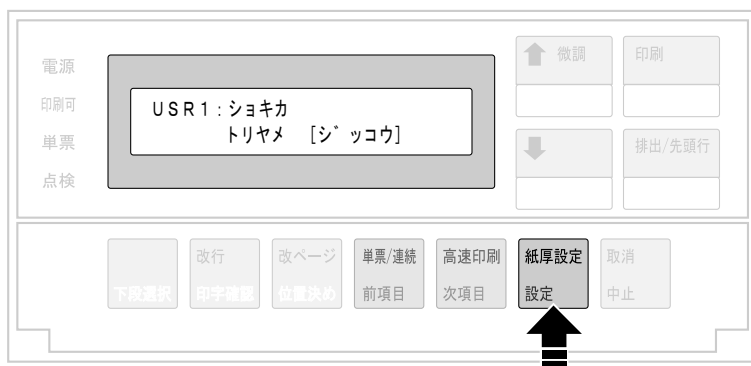 電源
印刷可
単票
点検
USR1:ショキカ
トリヤメ [ジッコウ]
微調
印刷
排出/先頭行
改行
改ページ
単票/連続
高速印刷
紙厚設定
取消
下段選択
印字確認
位置決め
前項目
次項目
設定
中止